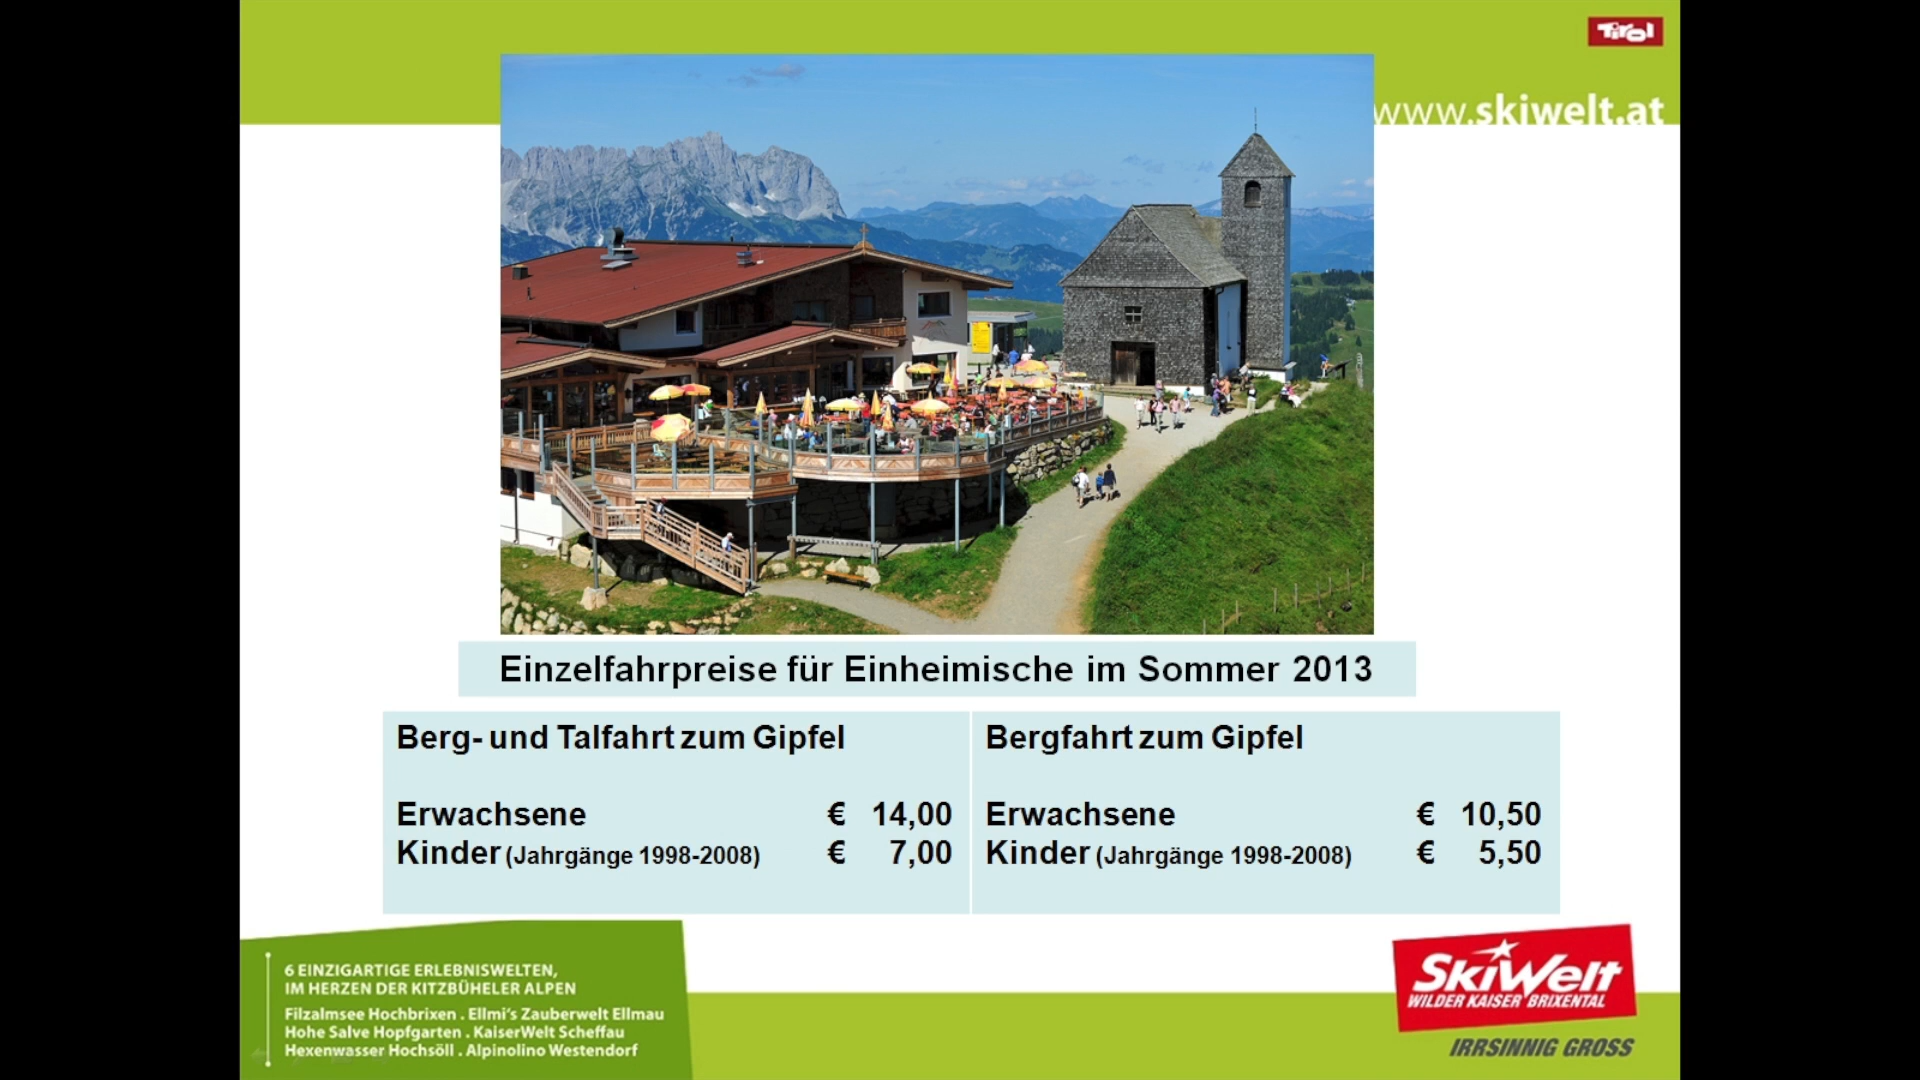 Tirol
www.skiwelt.at
Einzelfahrpreise für Einheimische im Sommer 2013
Berg- und Talfahrt zum Gipfel
Erwachsene € 14,00
Kinder (Jahrgänge 1998-2008) € 7,00
Bergfahrt zum Gipfel
Erwachsene € 10,50
Kinder (Jahrgänge 1998-2008) € 5,50
6 EINZIGARTIGE ERLEBNISWELTEN,
IM HERZEN DER KITZBÜHELER ALPEN
Filzalmsee Hochbrixen . Ellmi's Zauberwelt Ellmau
Hohe Salve Hopfgarten . KaiserWelt Scheffau
Hexenwasser Hochsöll . Alpinolino Westendorf
SkiWelt
WILDER KAISER BRIXENTAL
IRRSINNIG GROSS